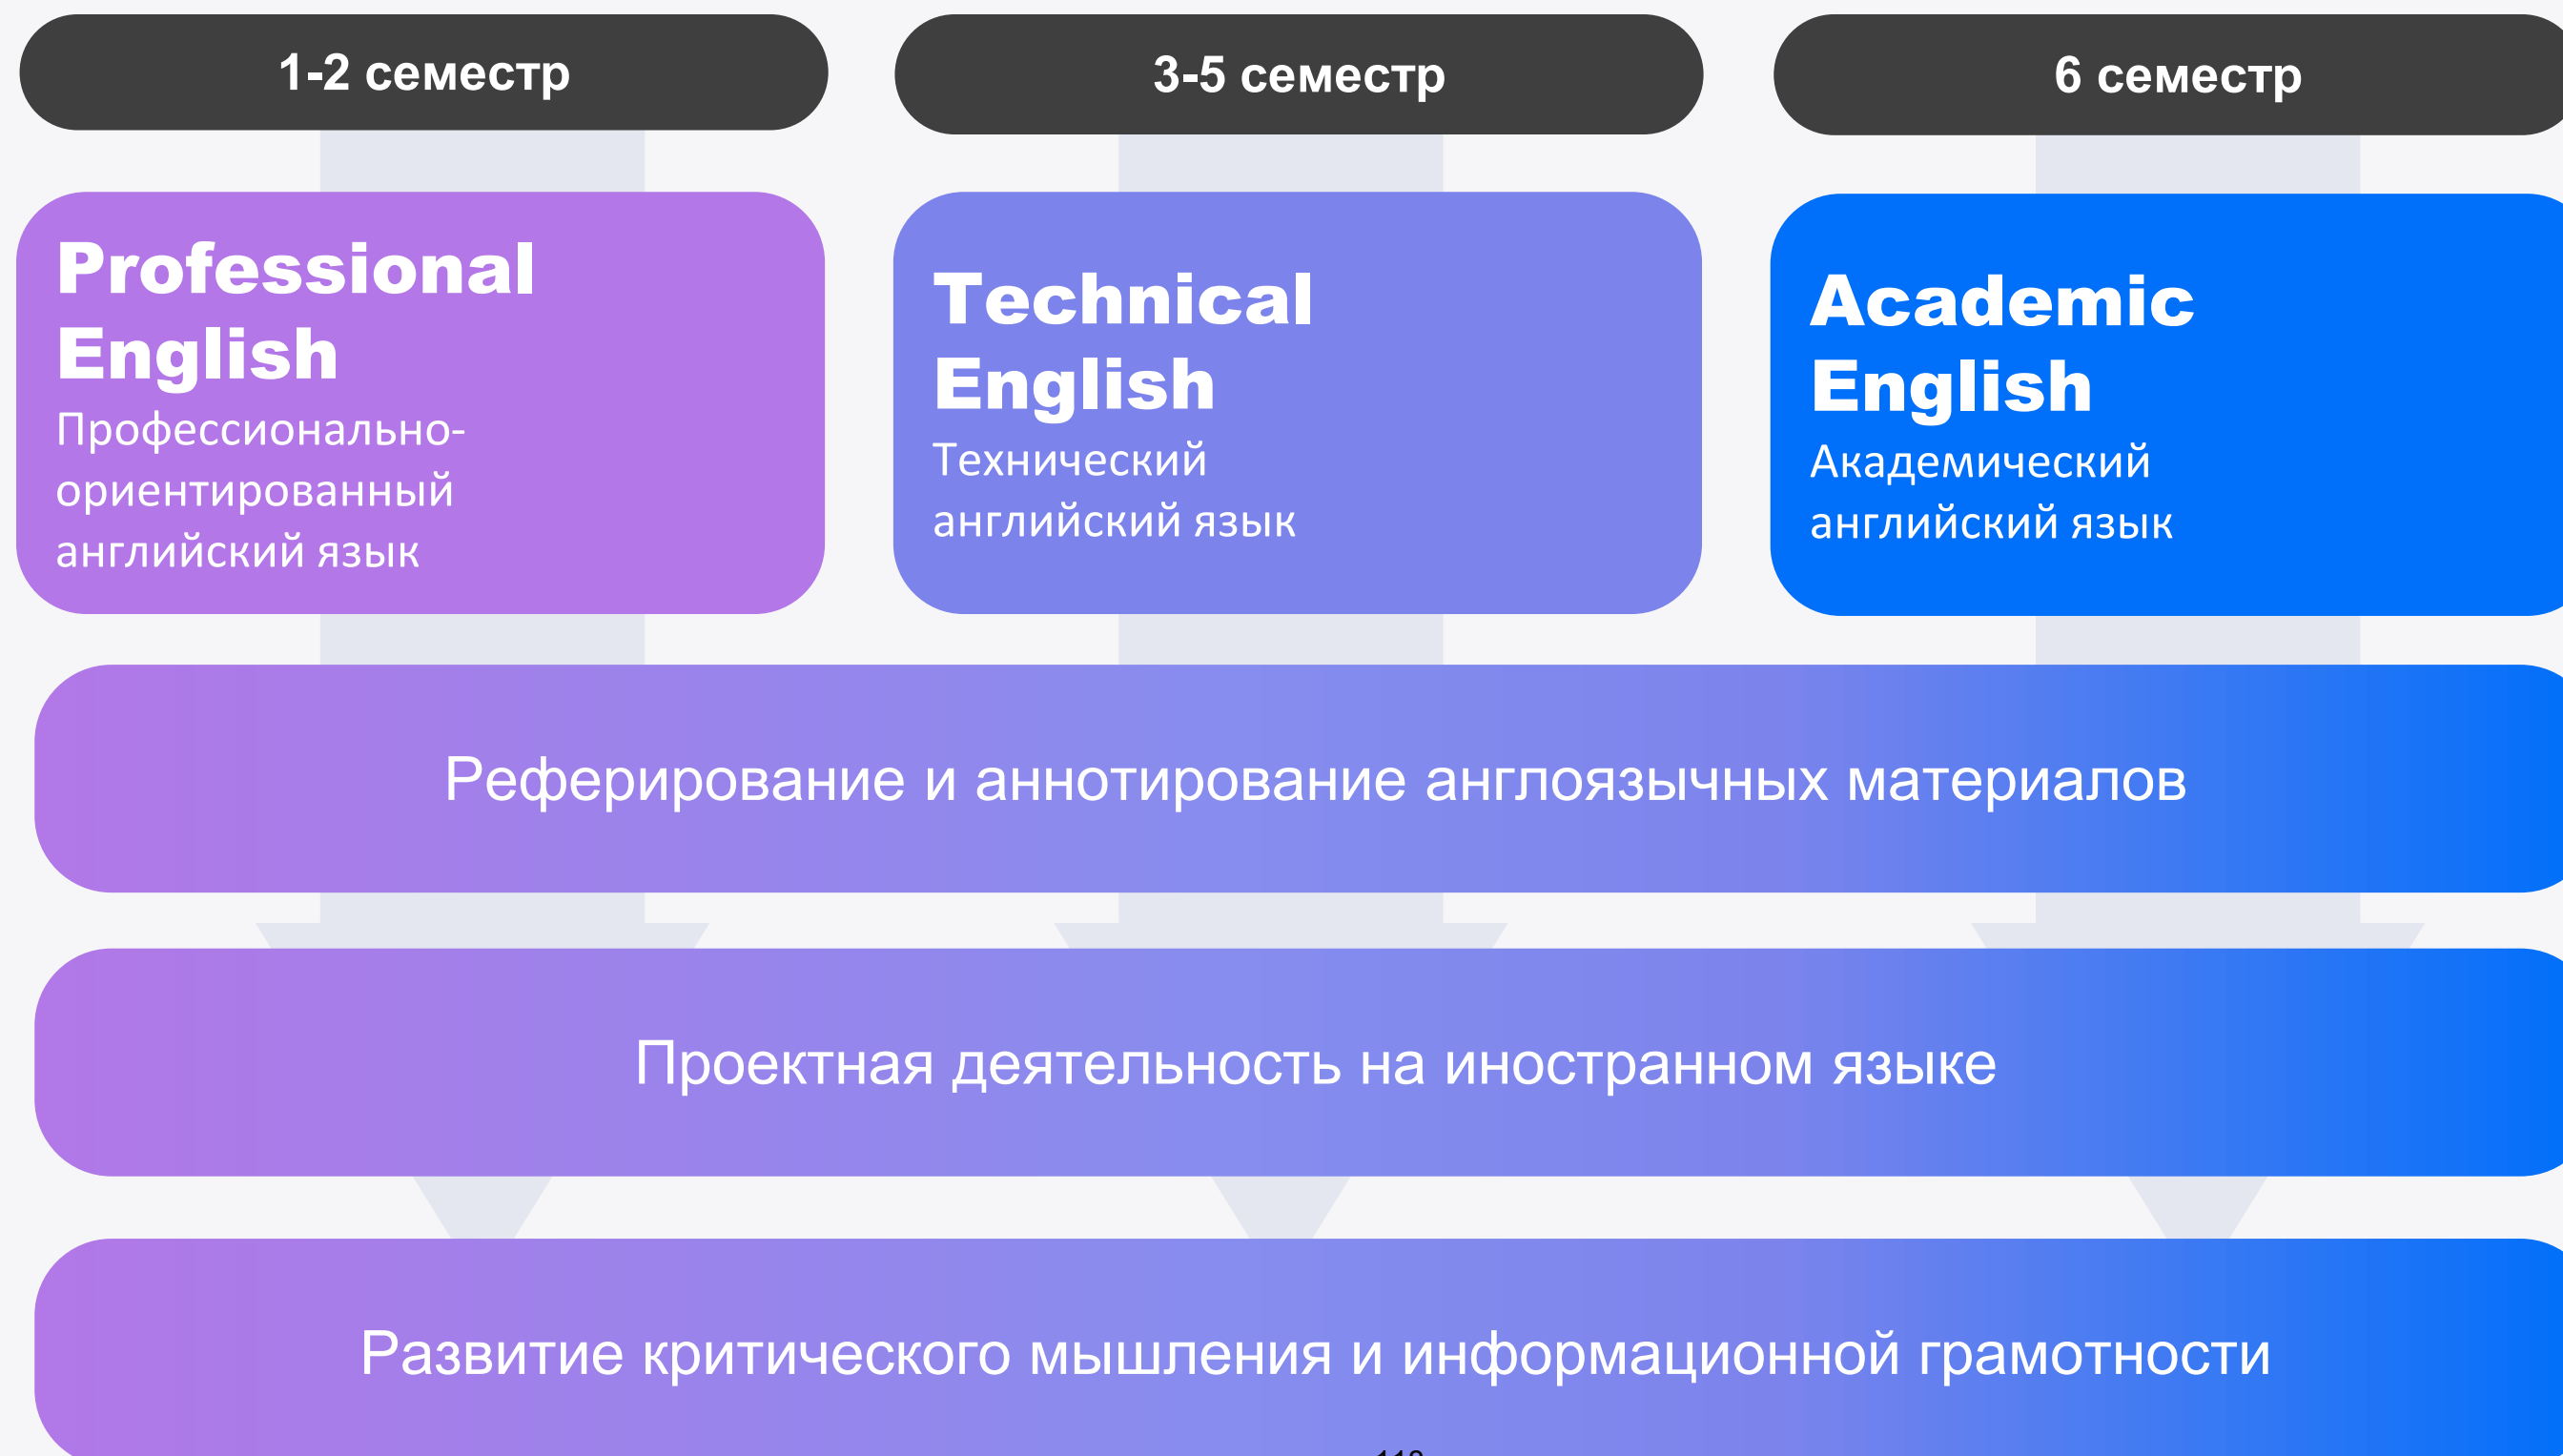 1-2 семестр
3-5 семестр
6 семестр
Professional
English
Профессионально-
ориентированный
английский язык
Technical
English
Технический
английский язык
Academic
English
Академический
английский язык
Реферирование и аннотирование англоязычных материалов
Проектная деятельность на иностранном языке
Развитие критического мышления и информационной грамотности